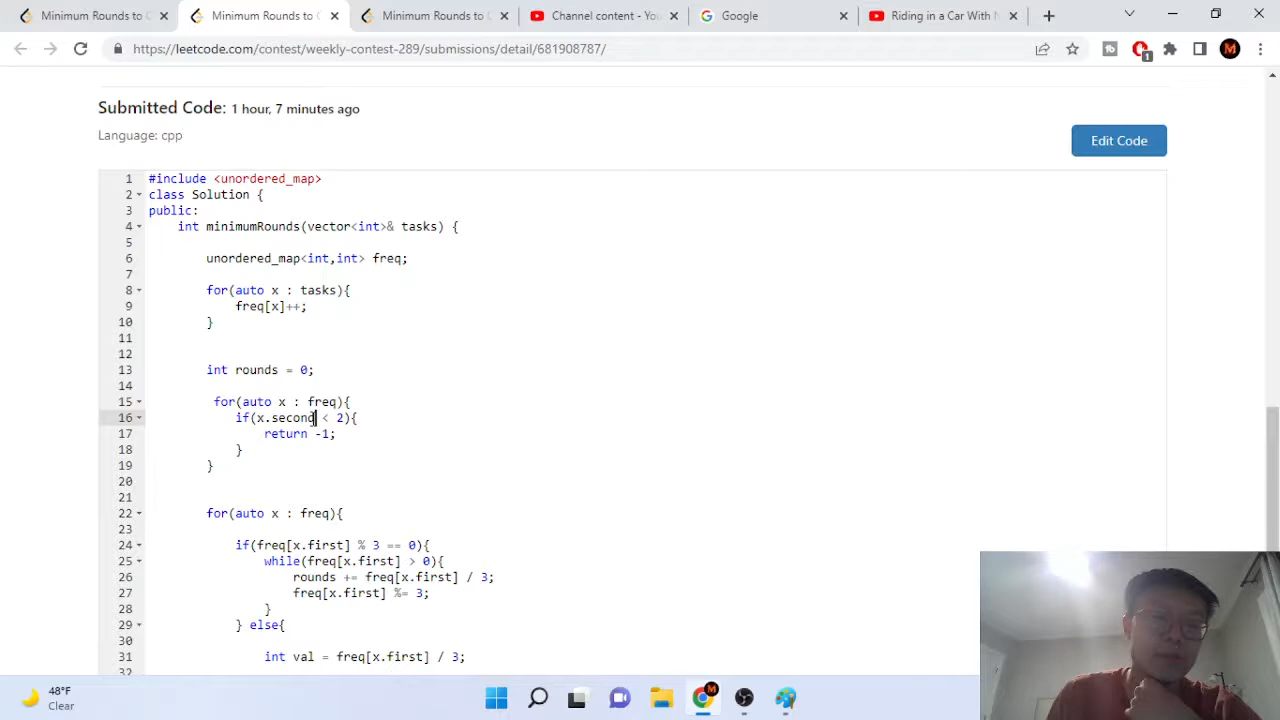 Minimum Rounds to C
Minimum Rounds to C
Minimum Rounds to C
Channel content - You
Google
Riding in a Car With N
https://leetcode.com/contest/weekly-contest-289/submissions/detail/681908787/
tb
1
M
Submitted Code: 1 hour, 7 minutes ago
Language: cpp
Edit Code
1 #include <unordered_map>
2 class Solution {
3 public:
4 int minimumRounds(vector<int>& tasks) {
5
6 unordered_map<int,int> freq;
7
8 for(auto x : tasks){
9 freq[x]++;
10 }
11
12
13 int rounds = 0;
14
15 for(auto x : freq){
16 if(x.second < 2){
17 return -1;
18 }
19 }
20
21
22 for(auto x : freq){
23
24 if(freq[x.first] % 3 == 0){
25 while(freq[x.first] > 0){
26 rounds += freq[x.first] / 3;
27 freq[x.first] %= 3;
28 }
29 } else{
30
31 int val = freq[x.first] / 3;
32
48°F
Clear
M